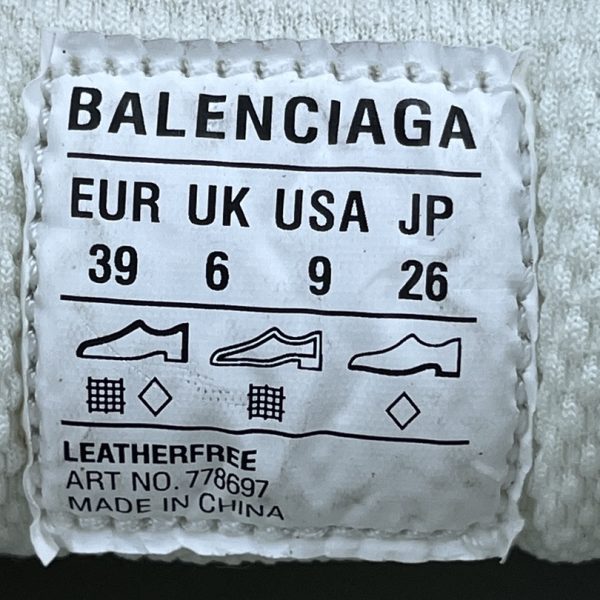 BALENCIAGA
EUR UK USA JP
39 6 9 26
LEATHERFREE
ART NO. 778697
MADE IN CHINA